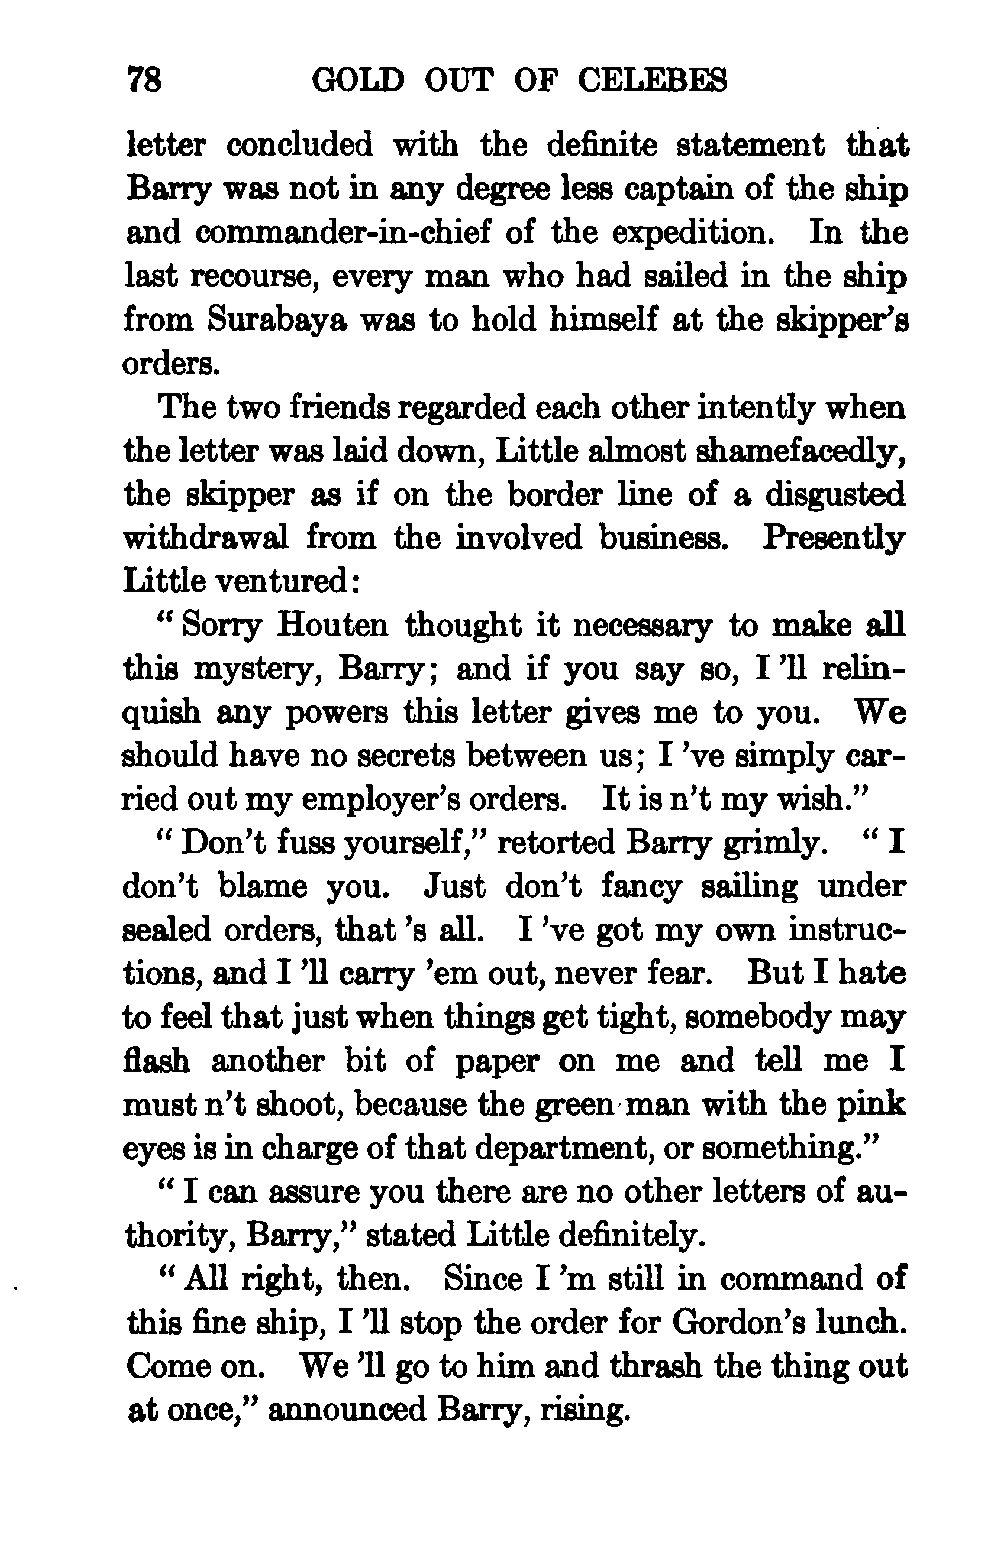 78 GOLD OUT OF CELEBES
letter concluded with the definite statement that
Barry was not in any degree less captain of the ship
and commander-in-chief of the expedition. In the
last recourse, every man who had sailed in the ship
from Surabaya was to hold himself at the skipper's
orders.
The two friends regarded each other intently when
the letter was laid down, Little almost shamefacedly,
the skipper as if on the border line of a disgusted
withdrawal from the involved business. Presently
Little ventured:
" Sorry Houten thought it necessary to make all
this mystery, Barry; and if you say so, I 'll relin-
quish any powers this letter gives me to you. We
should have no secrets between us; I 've simply car-
ried out my employer's orders. It is n't my wish."
" Don't fuss yourself," retorted Barry grimly. " I
don't blame you. Just don't fancy sailing under
sealed orders, that 's all. I 've got my own instruc-
tions, and I 'll carry 'em out, never fear. But I hate
to feel that just when things get tight, somebody may
flash another bit of paper on me and tell me I
must n't shoot, because the green man with the pink
eyes is in charge of that department, or something."
" I can assure you there are no other letters of au-
thority, Barry," stated Little definitely.
" All right, then. Since I 'm still in command of
this fine ship, I 'll stop the order for Gordon's lunch.
Come on. We 'll go to him and thrash the thing out
at once," announced Barry, rising.